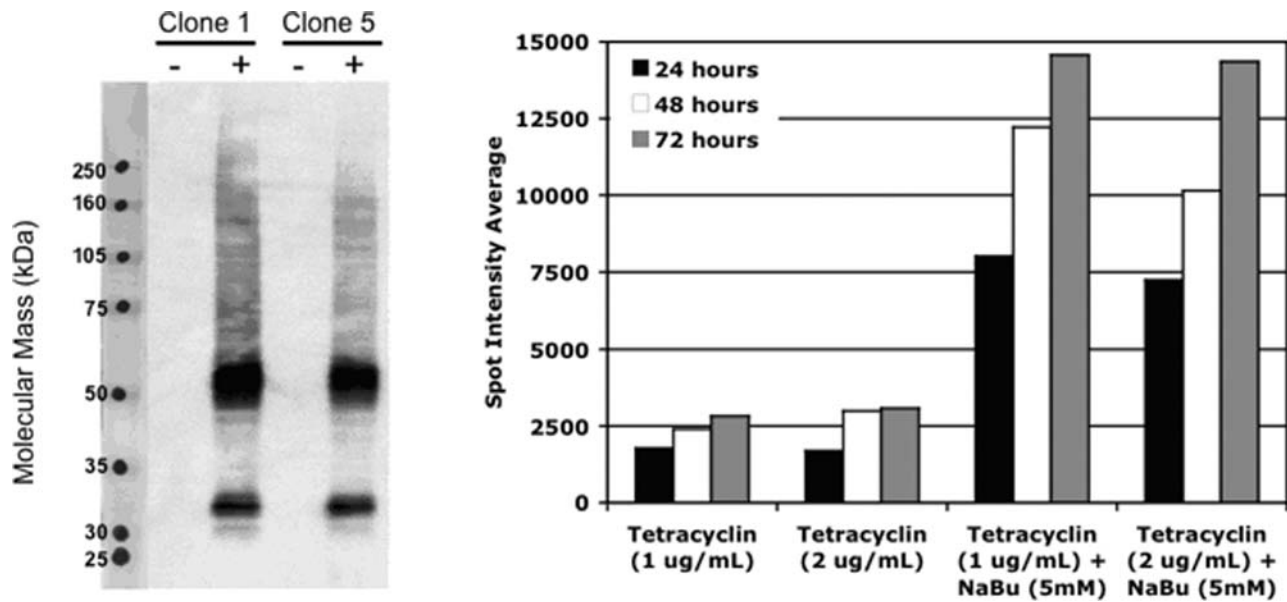 Clone 1 Clone 5
- + - +
Molecular Mass (kDa)
250
160
105
75
50
35
30
25
Spot Intensity Average
15000
12500
10000
7500
5000
2500
0
24 hours
48 hours
72 hours
Tetracyclin Tetracyclin Tetracyclin Tetracyclin
(1 ug/mL) (2 ug/mL) (1 ug/mL) + (2 ug/mL) +
NaBu (5mM) NaBu (5mM)